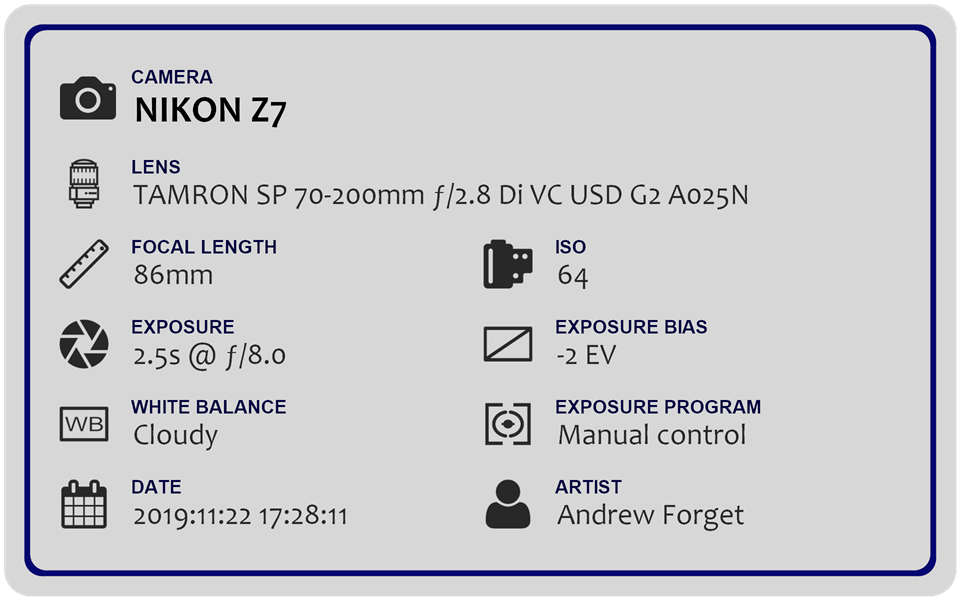 CAMERA
NIKON Z7
LENS
TAMRON SP 70-200mm ƒ/2.8 Di VC USD G2 A025N
FOCAL LENGTH
86mm
ISO
64
EXPOSURE
2.5s @ ƒ/8.0
EXPOSURE BIAS
-2 EV
WB
WHITE BALANCE
Cloudy
EXPOSURE PROGRAM
Manual control
DATE
2019:11:22 17:28:11
ARTIST
Andrew Forget